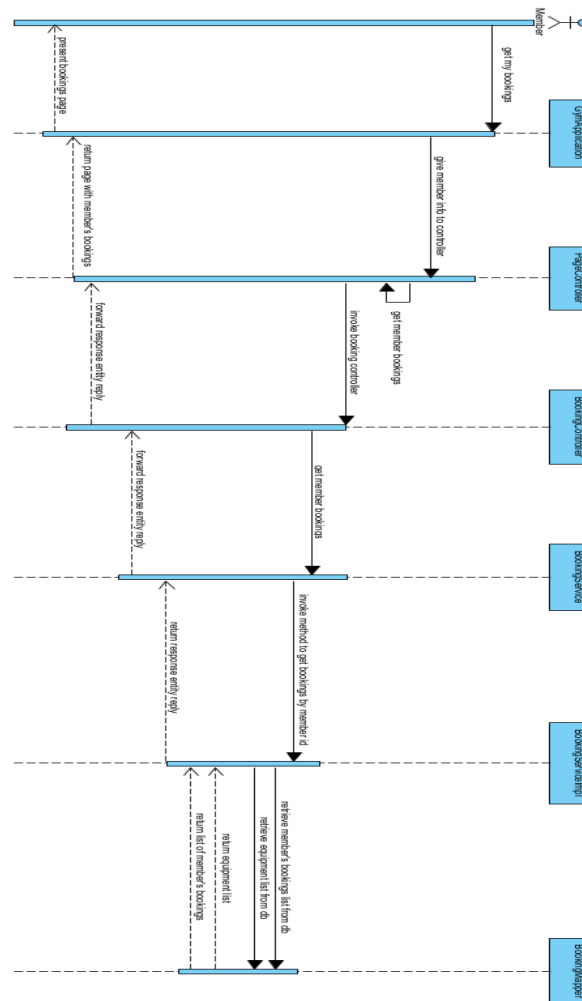 Member
GymApplication
PageController
BookingController
BookingService
BookingServiceImpl
BookingMapper
get my bookings
give member info to controller
get member bookings
invoke booking controller
get member bookings
invoke method to get bookings by member id
retrieve member's bookings list from db
retrieve equipment list from db
return equipment list
return list of member's bookings
return response entity reply
forward response entity reply
forward response entity reply
return page with member's bookings
present bookings page